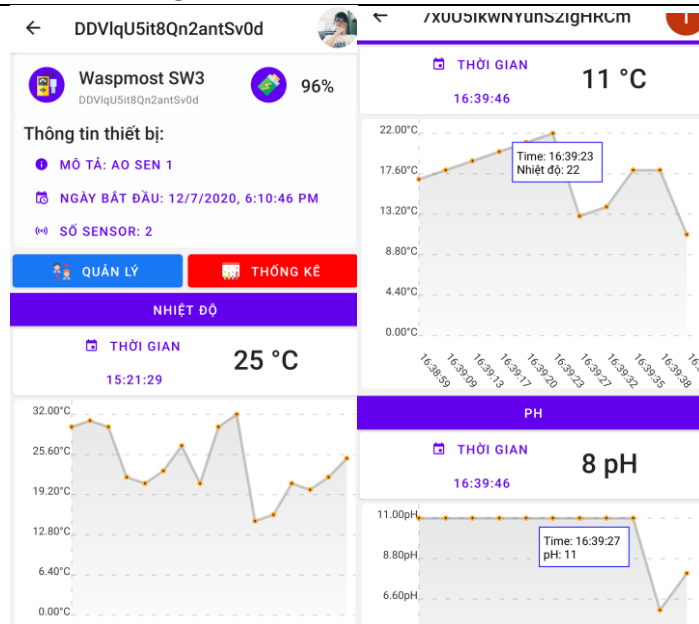 DDVlqU5it8Qn2antSv0d
Waspmost SW3
DDVlqU5it8Qn2antSv0d
96%
Thông tin thiết bị:
MÔ TẢ: AO SEN 1
NGÀY BẮT ĐẦU: 12/7/2020, 6:10:46 PM
SỐ SENSOR: 2
QUẢN LÝ
THỐNG KÊ
NHIỆT ĐỘ
THỜI GIAN
15:21:29
25 °C
32.00°C
25.60°C
19.20°C
12.80°C
6.40°C
0.00°C
THỜI GIAN
16:39:46
11 °C
22.00°C
17.60°C
13.20°C
8.80°C
4.40°C
0.00°C
Time: 16:39:23
Nhiệt độ: 22
16:38:59
16:39:09
16:39:13
16:39:17
16:39:20
16:39:23
16:39:27
16:39:32
16:39:35
16:39:38
PH
THỜI GIAN
16:39:46
8 pH
11.00pH
8.80pH
6.60pH
Time: 16:39:27
pH: 11